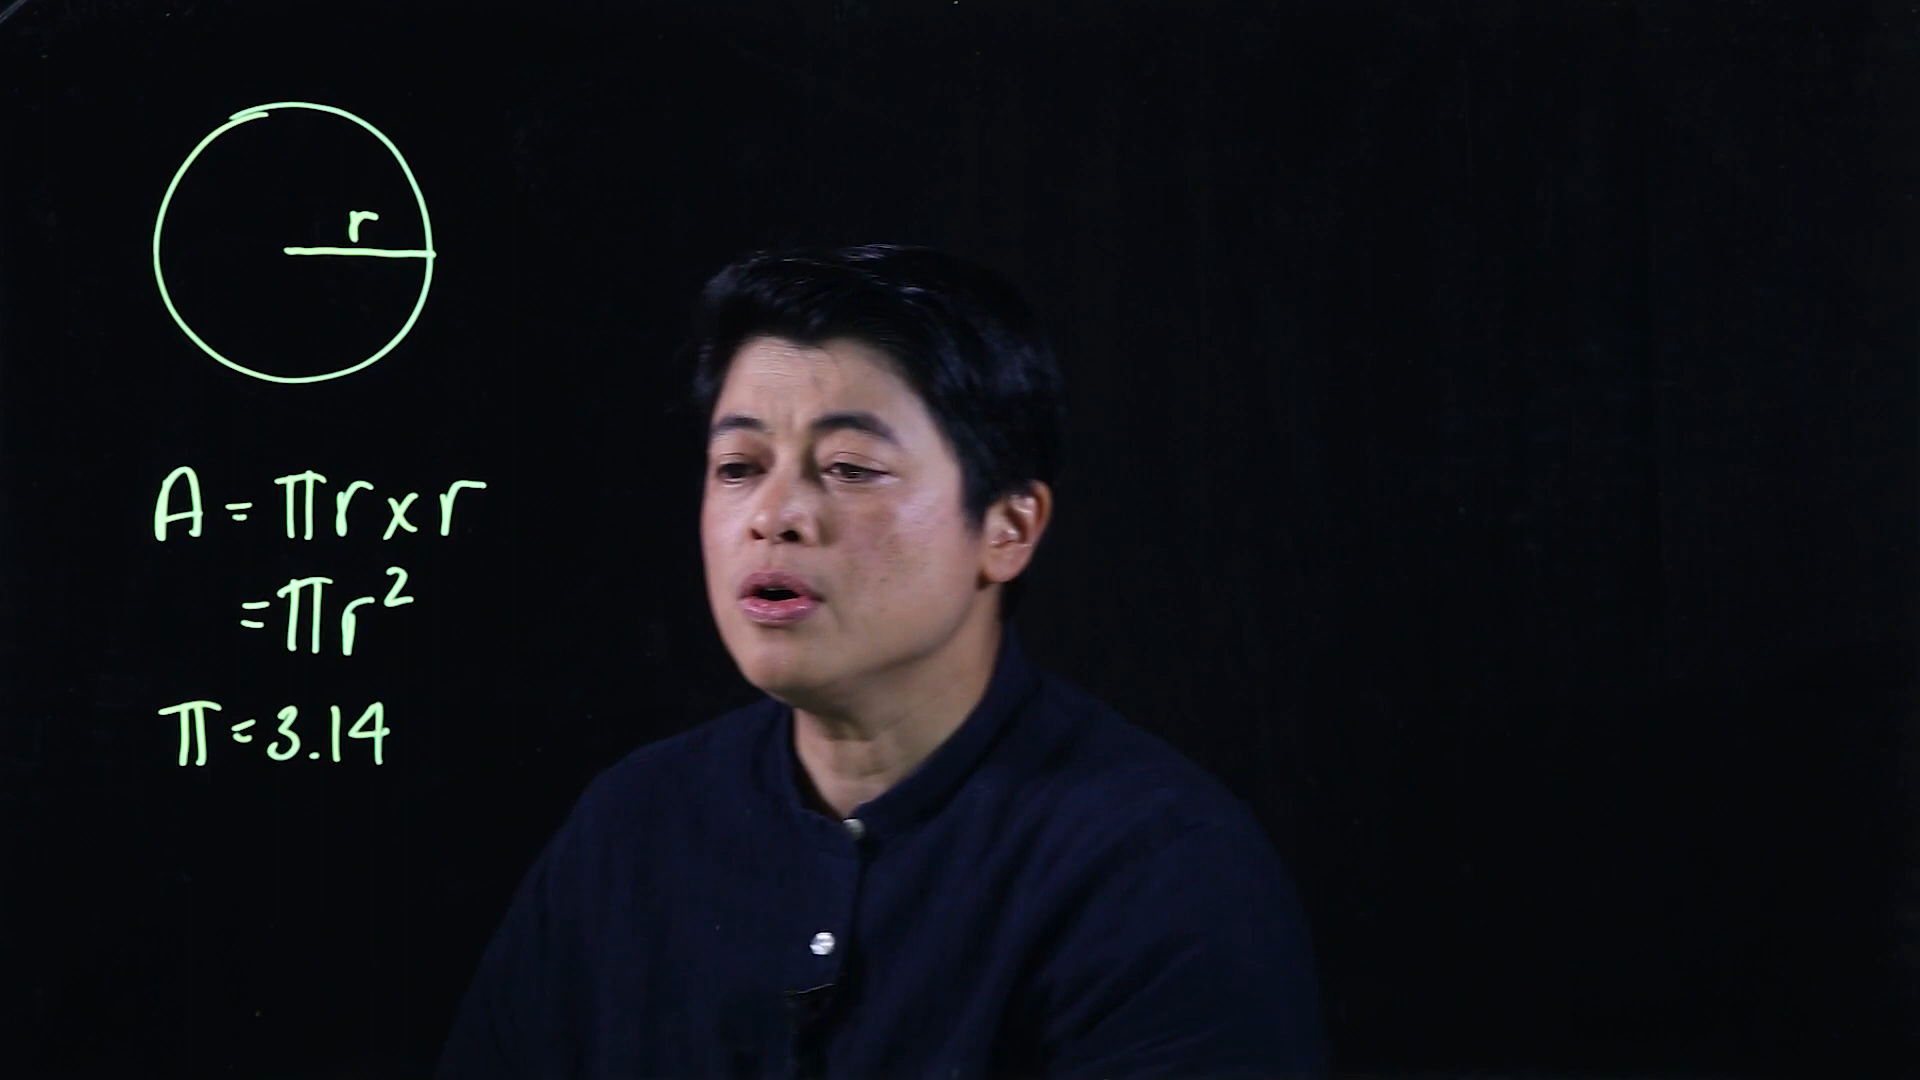 r
A = πr x r
= πr²
π = 3.14